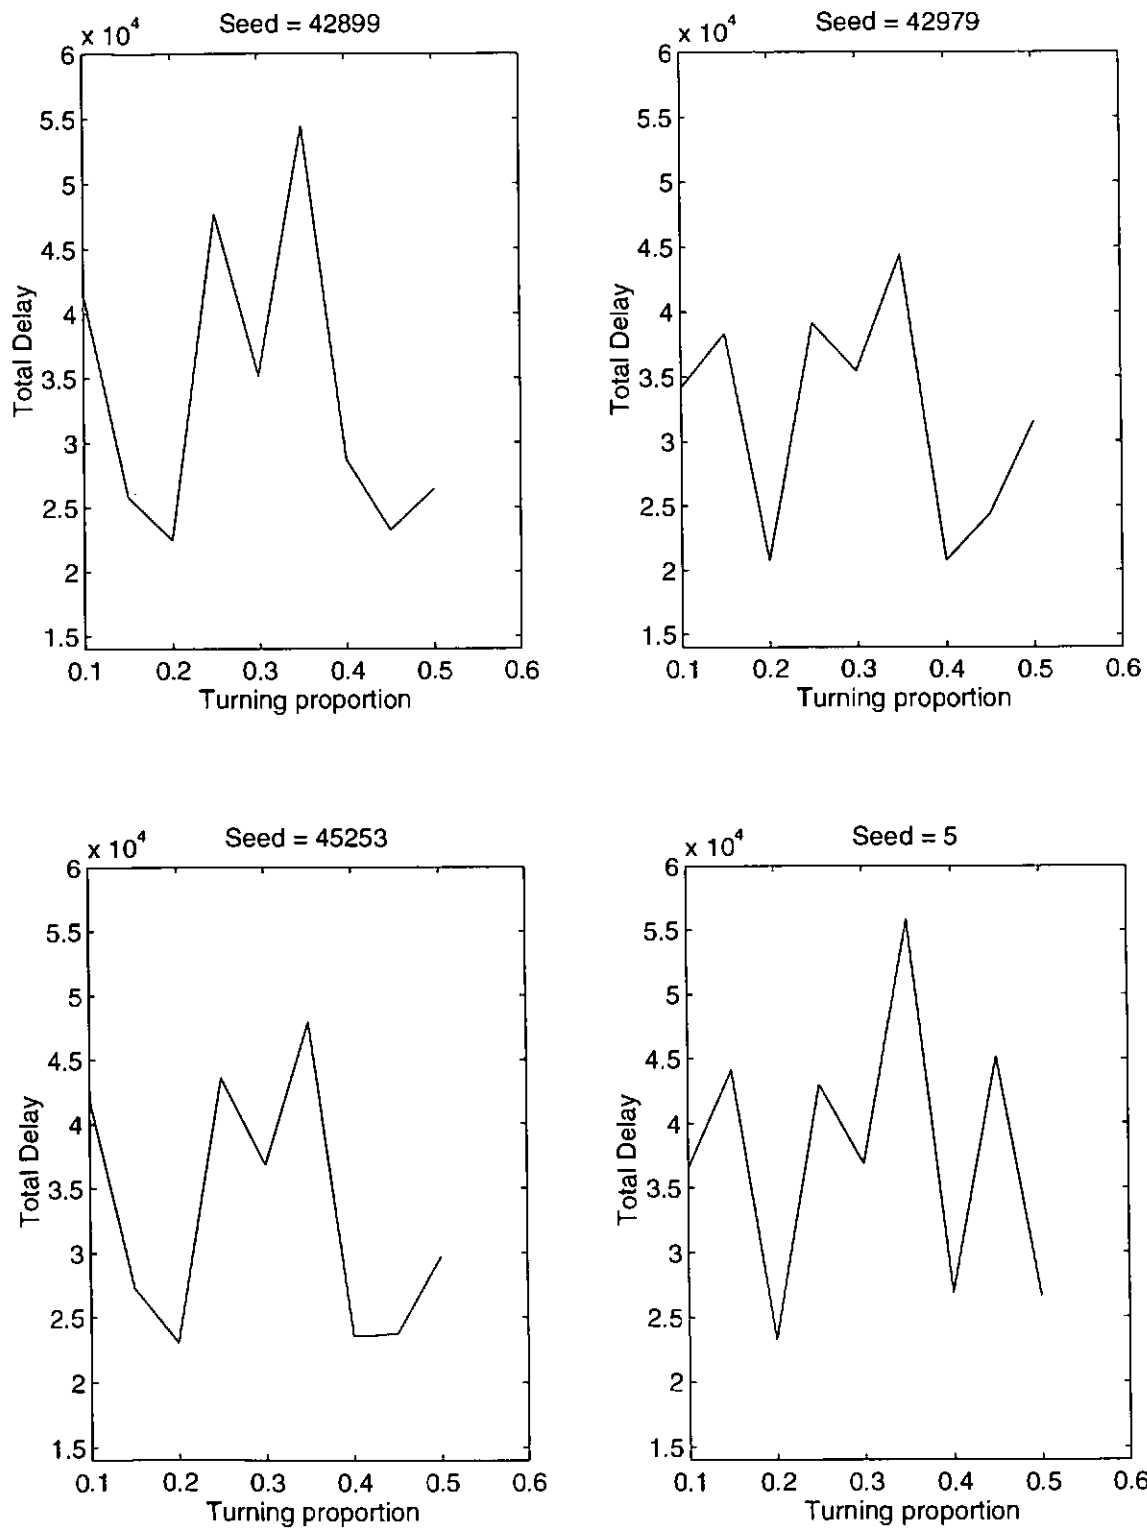 Seed = 42899
x 10^4
6
5.5
5
4.5
4
3.5
3
2.5
2
1.5
Total Delay
0.1 0.2 0.3 0.4 0.5 0.6
Turning proportion
Seed = 42979
x 10^4
6
5.5
5
4.5
4
3.5
3
2.5
2
1.5
Total Delay
0.1 0.2 0.3 0.4 0.5 0.6
Turning proportion
Seed = 45253
x 10^4
6
5.5
5
4.5
4
3.5
3
2.5
2
1.5
Total Delay
0.1 0.2 0.3 0.4 0.5 0.6
Turning proportion
Seed = 5
x 10^4
6
5.5
5
4.5
4
3.5
3
2.5
2
1.5
Total Delay
0.1 0.2 0.3 0.4 0.5 0.6
Turning proportion